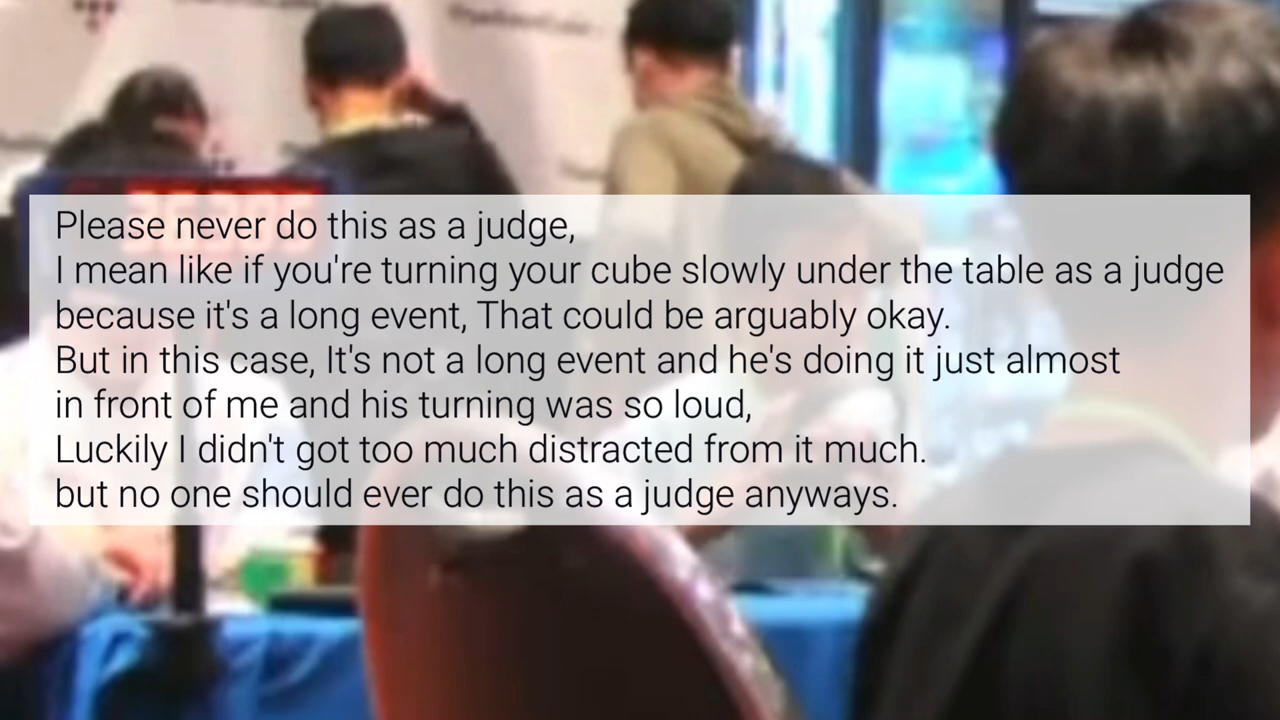 Please never do this as a judge,
I mean like if you're turning your cube slowly under the table as a judge
because it's a long event, That could be arguably okay.
But in this case, It's not a long event and he's doing it just almost
in front of me and his turning was so loud,
Luckily I didn't got too much distracted from it much.
but no one should ever do this as a judge anyways.